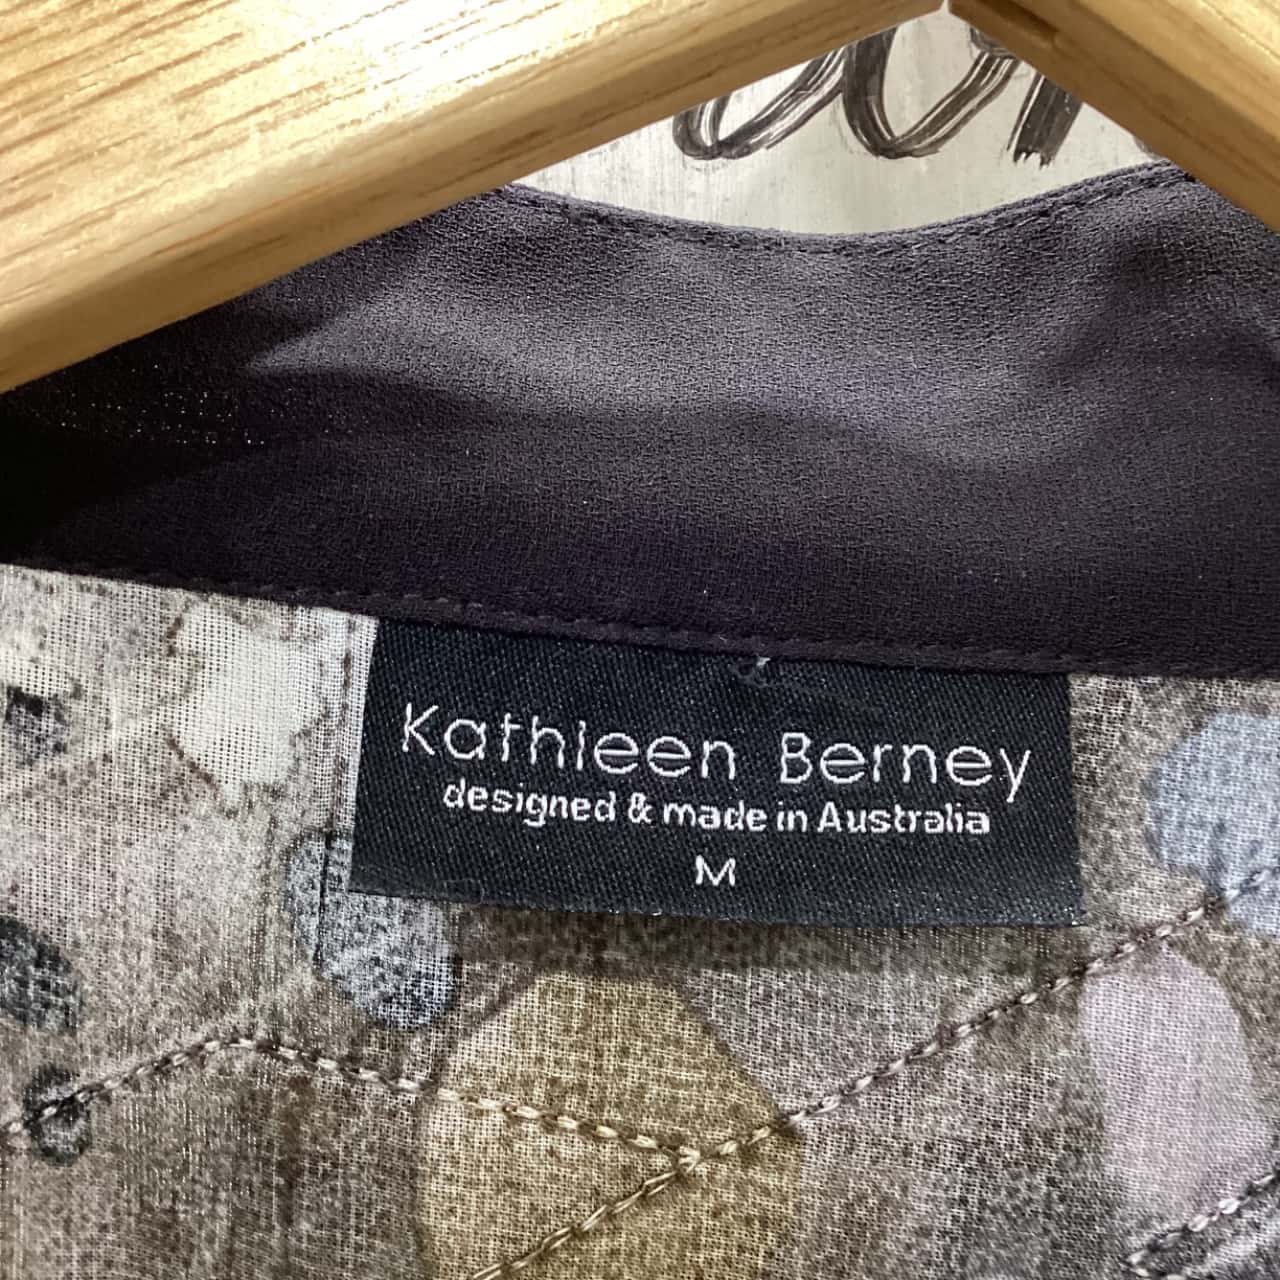 Kathleen Berney
designed & made in Australia
M